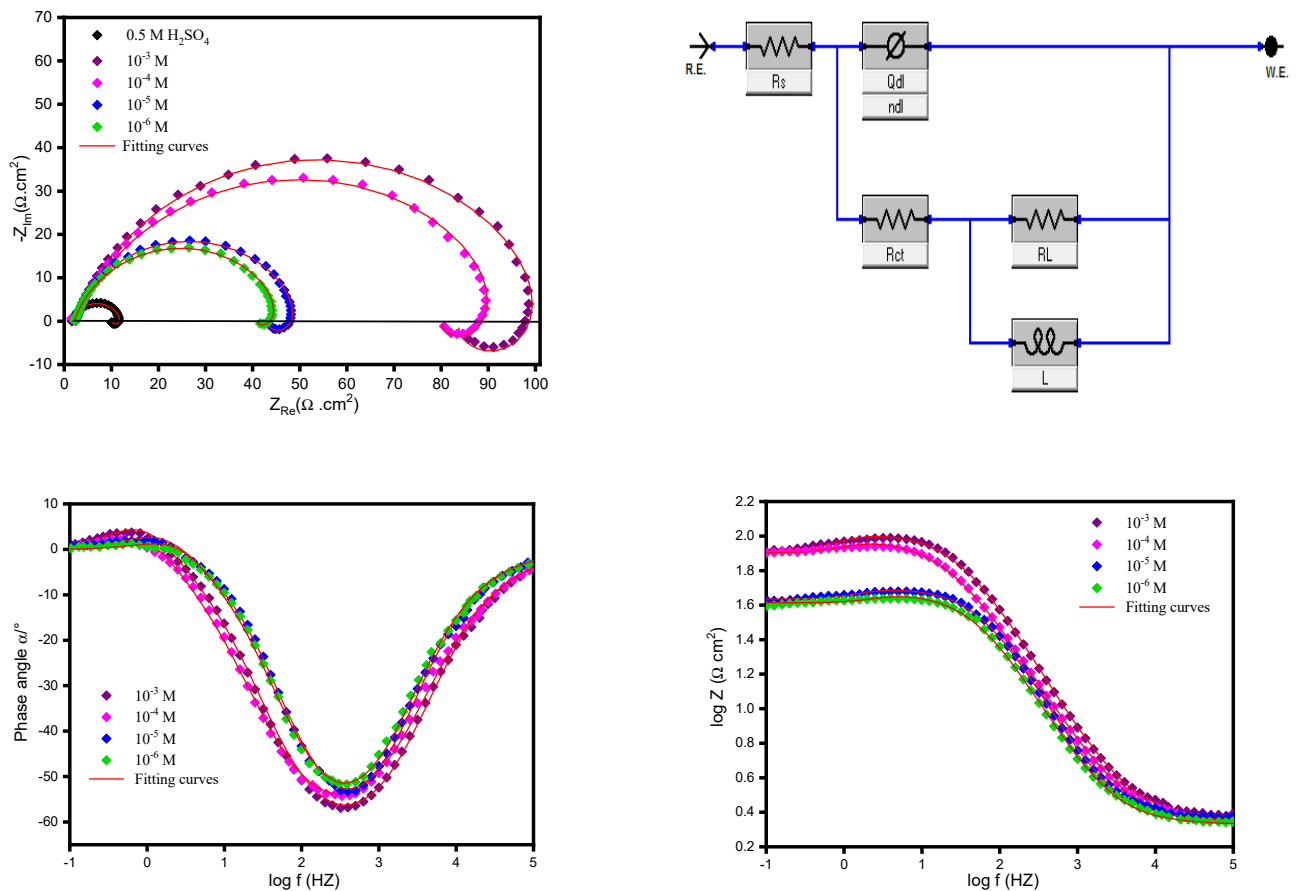 70
60
50
40
30
20
10
0
-10
-Z_Im(Ω.cm²)
0.5 M H₂SO₄
10⁻³ M
10⁻⁴ M
10⁻⁵ M
10⁻⁶ M
Fitting curves
0 10 20 30 40 50 60 70 80 90 100
Z_Re(Ω .cm²)
R.E.
Rs
Qdl
ndl
W.E.
Rct
RL
L
10
0
-10
-20
-30
-40
-50
-60
Phase angle α/°
10⁻³ M
10⁻⁴ M
10⁻⁵ M
10⁻⁶ M
Fitting curves
-1 0 1 2 3 4 5
log f (HZ)
2.2
2.0
1.8
1.6
1.4
1.2
1.0
0.8
0.6
0.4
0.2
log Z (Ω cm²)
10⁻³ M
10⁻⁴ M
10⁻⁵ M
10⁻⁶ M
Fitting curves
-1 0 1 2 3 4 5
log f (HZ)